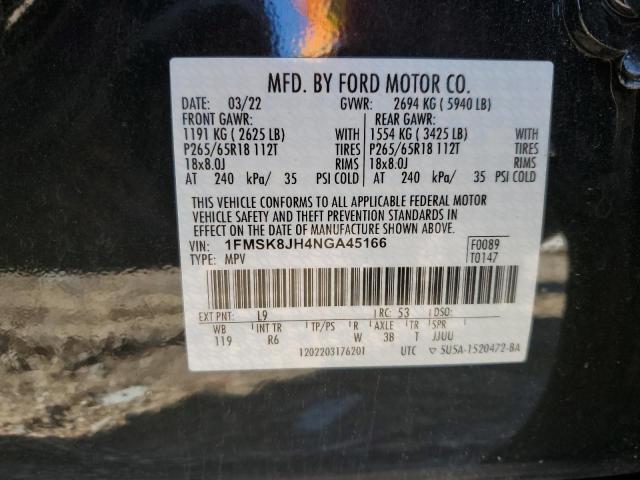 MFD. BY FORD MOTOR CO.
DATE: 03/22 GVWR: 2694 KG ( 5940 LB)
FRONT GAWR: REAR GAWR:
1191 KG ( 2625 LB) WITH 1554 KG ( 3425 LB) WITH
P265/65R18 112T TIRES P265/65R18 112T TIRES
18x8.0J RIMS 18x8.0J RIMS
AT 240 kPa/ 35 PSI COLD AT 240 kPa/ 35 PSI COLD
THIS VEHICLE CONFORMS TO ALL APPLICABLE FEDERAL MOTOR
VEHICLE SAFETY AND THEFT PREVENTION STANDARDS IN
EFFECT ON THE DATE OF MANUFACTURE SHOWN ABOVE.
VIN: 1FMSK8JH4NGA45166 F0089
TYPE: MPV T0147
EXT PNT: L9 RC: 53 DSO:
WB INT TR TP/PS R AXLE TR SPR
119 R6 W 3B T JJUU
1202203176201 UTC ▽ SU5A-1520472-BA